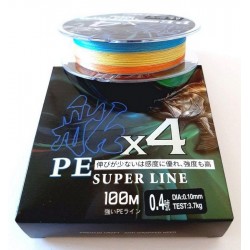 x4
PE
伸びが少ないは感度に優れ、強度も高
SUPER LINE
100M
強いPEライン
0.4号
DIA:0.10mm
TEST:3.7kg